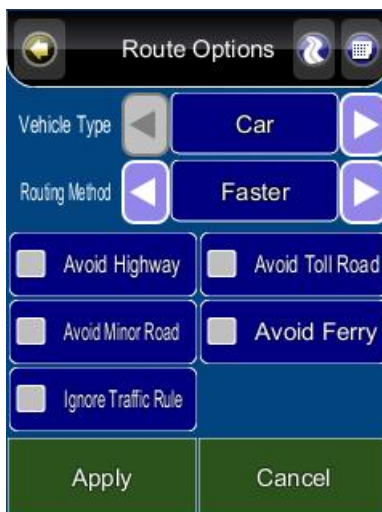 Route Options
Vehicle Type Car
Routing Method Faster
Avoid Highway Avoid Toll Road
Avoid Minor Road Avoid Ferry
Ignore Traffic Rule
Apply Cancel